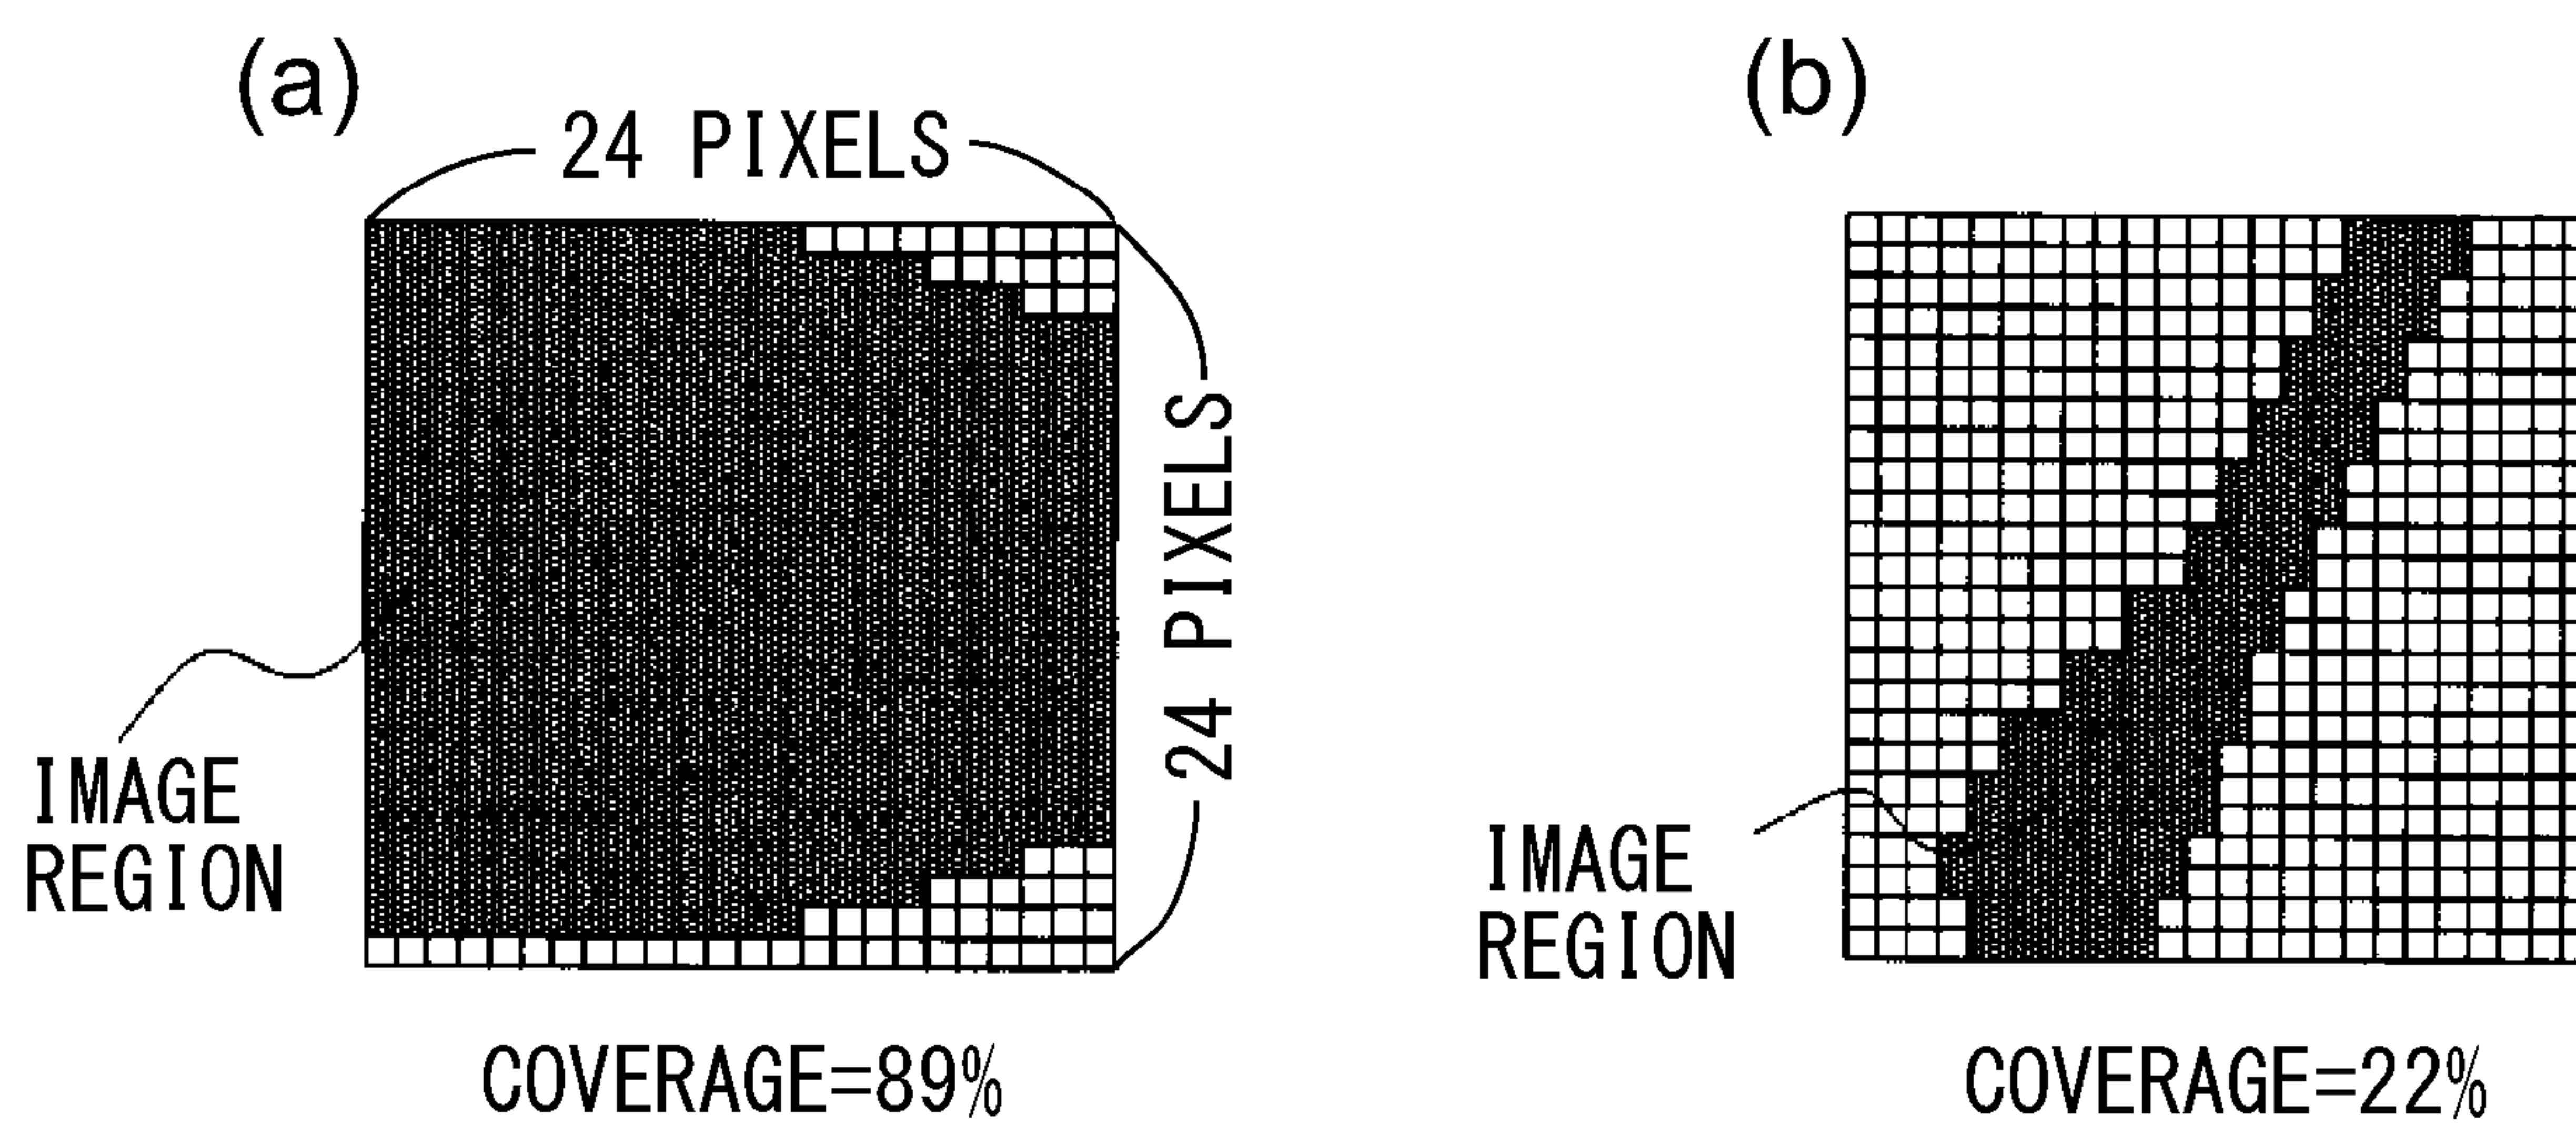 (a)
24 PIXELS
24 PIXELS
IMAGE
REGION
COVERAGE=89%
(b)
IMAGE
REGION
COVERAGE=22%